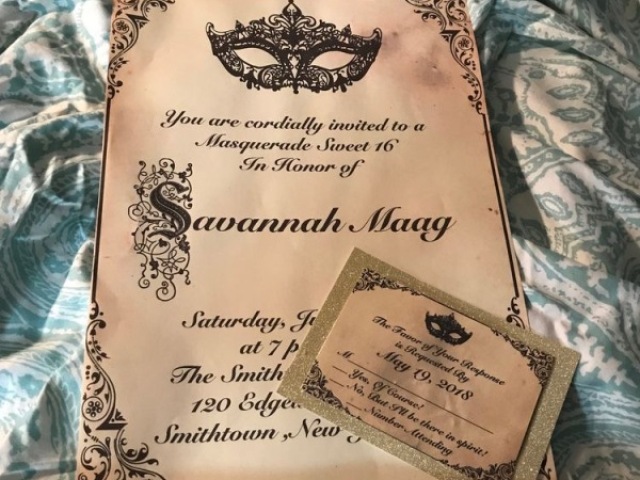 You are cordially invited to a
Masquerade Sweet 16
In Honor of
Savannah Maag
Saturday,
at 7
The
120
Smithtown ,New
The Favor of Your Response
is Requested By
May 19, 2018
M
Yes, Of Course!
No, But I'll be there in spirit!
Number Attending